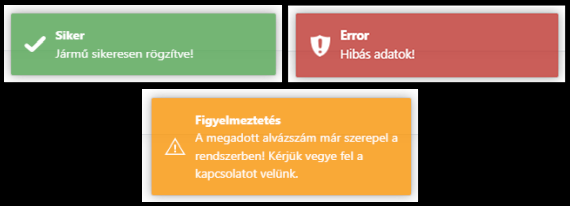 Siker
Jármű sikeresen rögzítve!
Error
Hibás adatok!
Figyelmeztetés
A megadott alvázszám már szerepel a
rendszerben! Kérjük vegye fel a
kapcsolatot velünk.